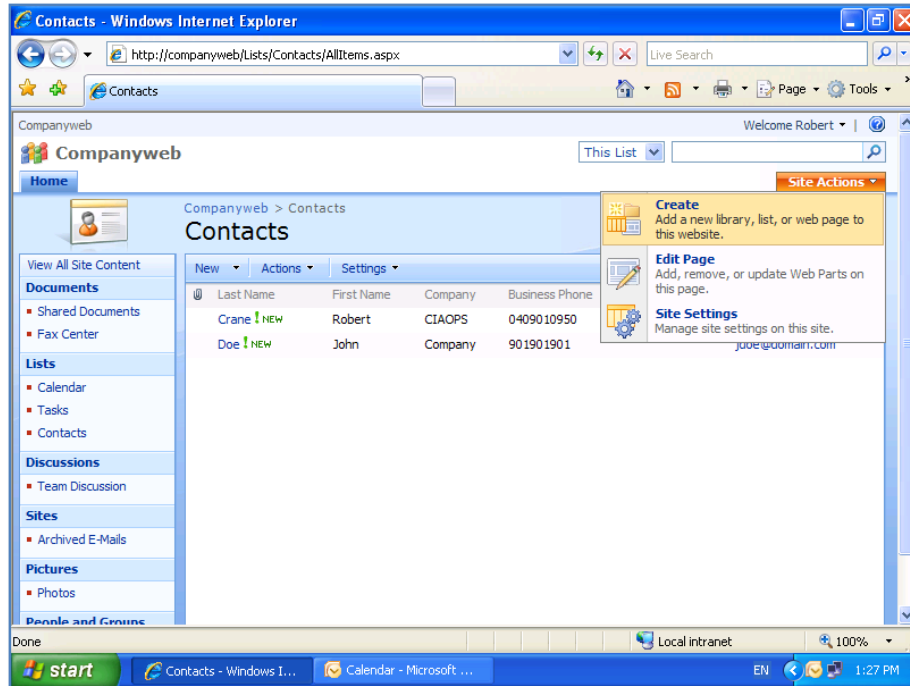 Contacts - Windows Internet Explorer
http://companyweb/Lists/Contacts/AllItems.aspx
Live Search
Contacts
Page
Tools
Companyweb
Welcome Robert
Companyweb
This List
Home
Site Actions
Create
Add a new library, list, or web page to
this website.
Edit Page
Add, remove, or update Web Parts on
this page.
Site Settings
Manage site settings on this site.
Companyweb > Contacts
Contacts
View All Site Content
Documents
Shared Documents
Fax Center
Lists
Calendar
Tasks
Contacts
Discussions
Team Discussion
Sites
Archived E-Mails
Pictures
Photos
People and Groups
New Actions Settings
Last Name First Name Company Business Phone
Crane ! NEW Robert CIAOPS 0409010950
Doe ! NEW John Company 901901901 jdoe@domain.com
Done
Local intranet
100%
start
Contacts - Windows I...
Calendar - Microsoft ...
EN
1:27 PM